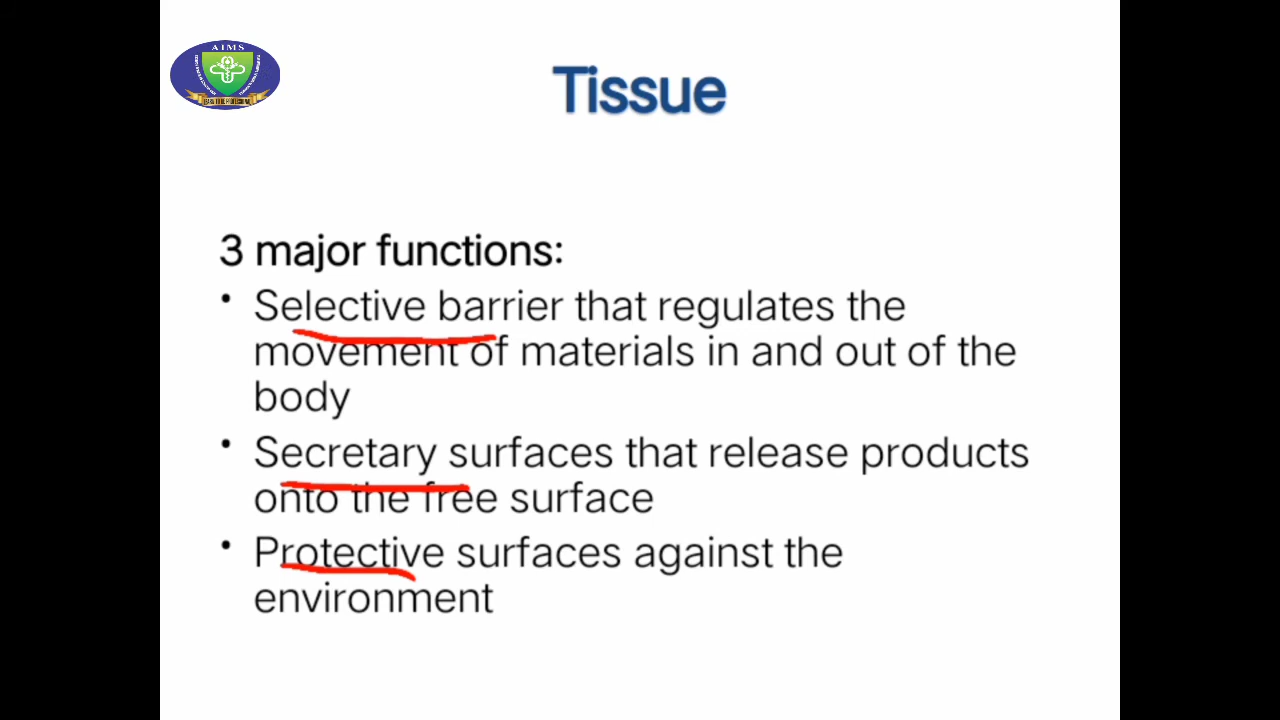 AIMS
Tissue
3 major functions:
• Selective barrier that regulates the
movement of materials in and out of the
body
• Secretary surfaces that release products
onto the free surface
• Protective surfaces against the
environment